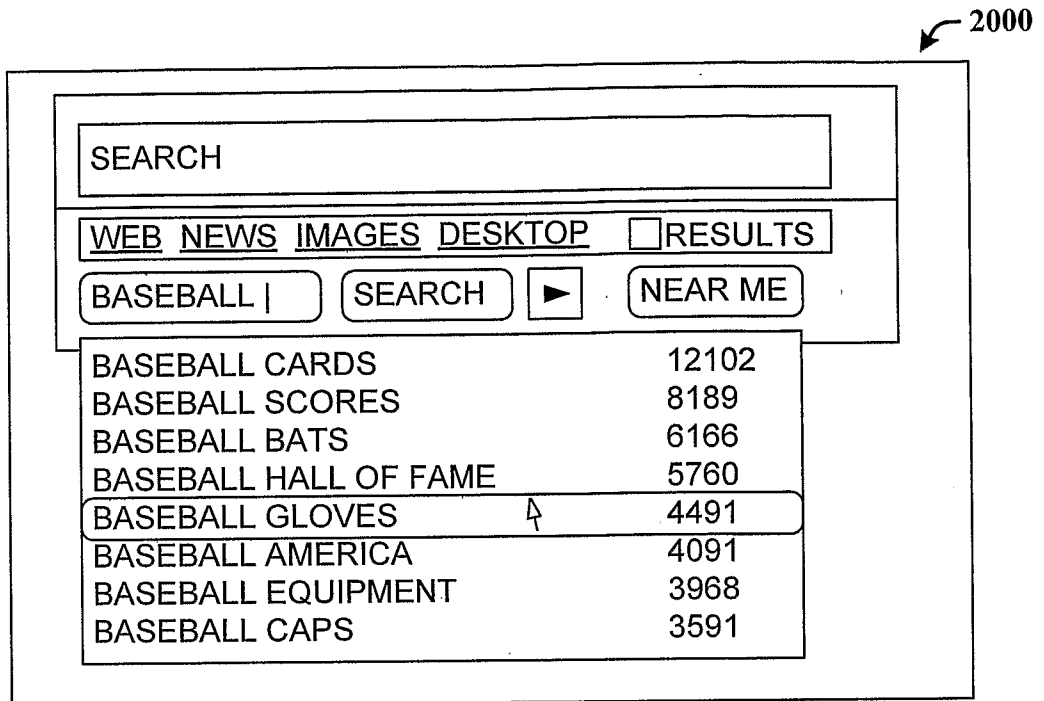 2000
SEARCH
WEB NEWS IMAGES DESKTOP RESULTS
BASEBALL | SEARCH NEAR ME
BASEBALL CARDS 12102
BASEBALL SCORES 8189
BASEBALL BATS 6166
BASEBALL HALL OF FAME 5760
BASEBALL GLOVES 4491
BASEBALL AMERICA 4091
BASEBALL EQUIPMENT 3968
BASEBALL CAPS 3591